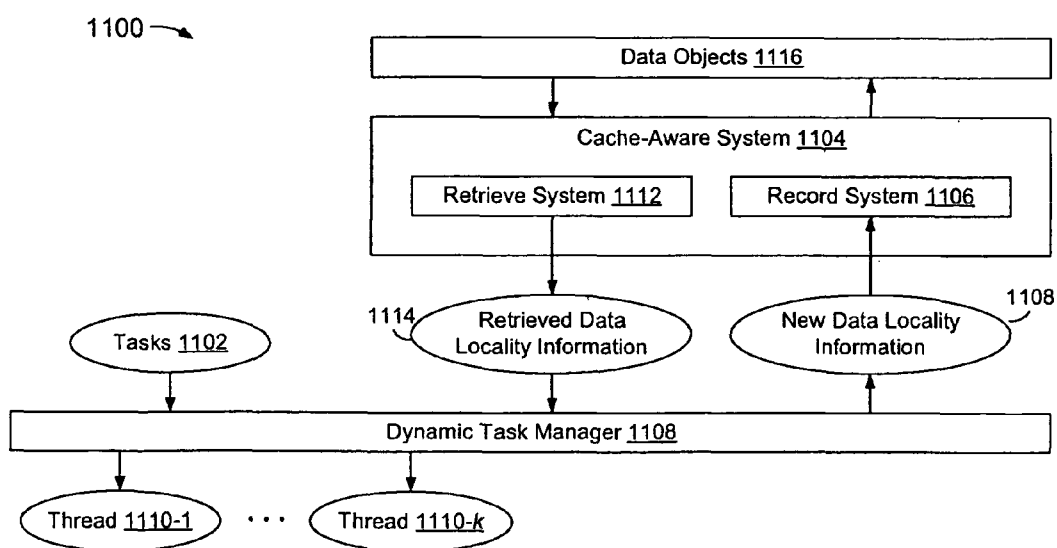 1100
Data Objects 1116
Cache-Aware System 1104
Retrieve System 1112
Record System 1106
1114
Retrieved Data
Locality Information
New Data Locality
Information
1108
Tasks 1102
Dynamic Task Manager 1108
Thread 1110-1
. . .
Thread 1110-k